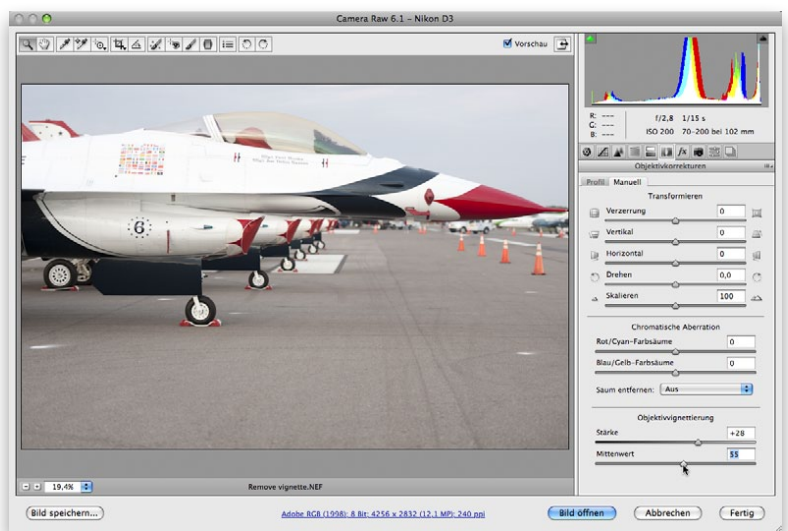 Camera Raw 6.1 – Nikon D3
Vorschau
6
R: ---
G: ---
B: ---
f/2,8 1/15 s
ISO 200 70-200 bei 102 mm
fx
Objektivkorrekturen
Profil Manuell
Transformieren
Verzerrung 0
Vertikal 0
Horizontal 0
Drehen 0,0
Skalieren 100
Chromatische Aberration
Rot/Cyan-Farbsäume 0
Blau/Gelb-Farbsäume 0
Saum entfernen: Aus
Objektivvignettierung
Stärke +28
Mittenwert 55
19,4%
Remove vignette.NEF
Bild speichern...
Adobe RGB (1998); 8 Bit; 4256 x 2832 (12,1 MP); 240 ppi
Bild öffnen
Abbrechen
Fertig